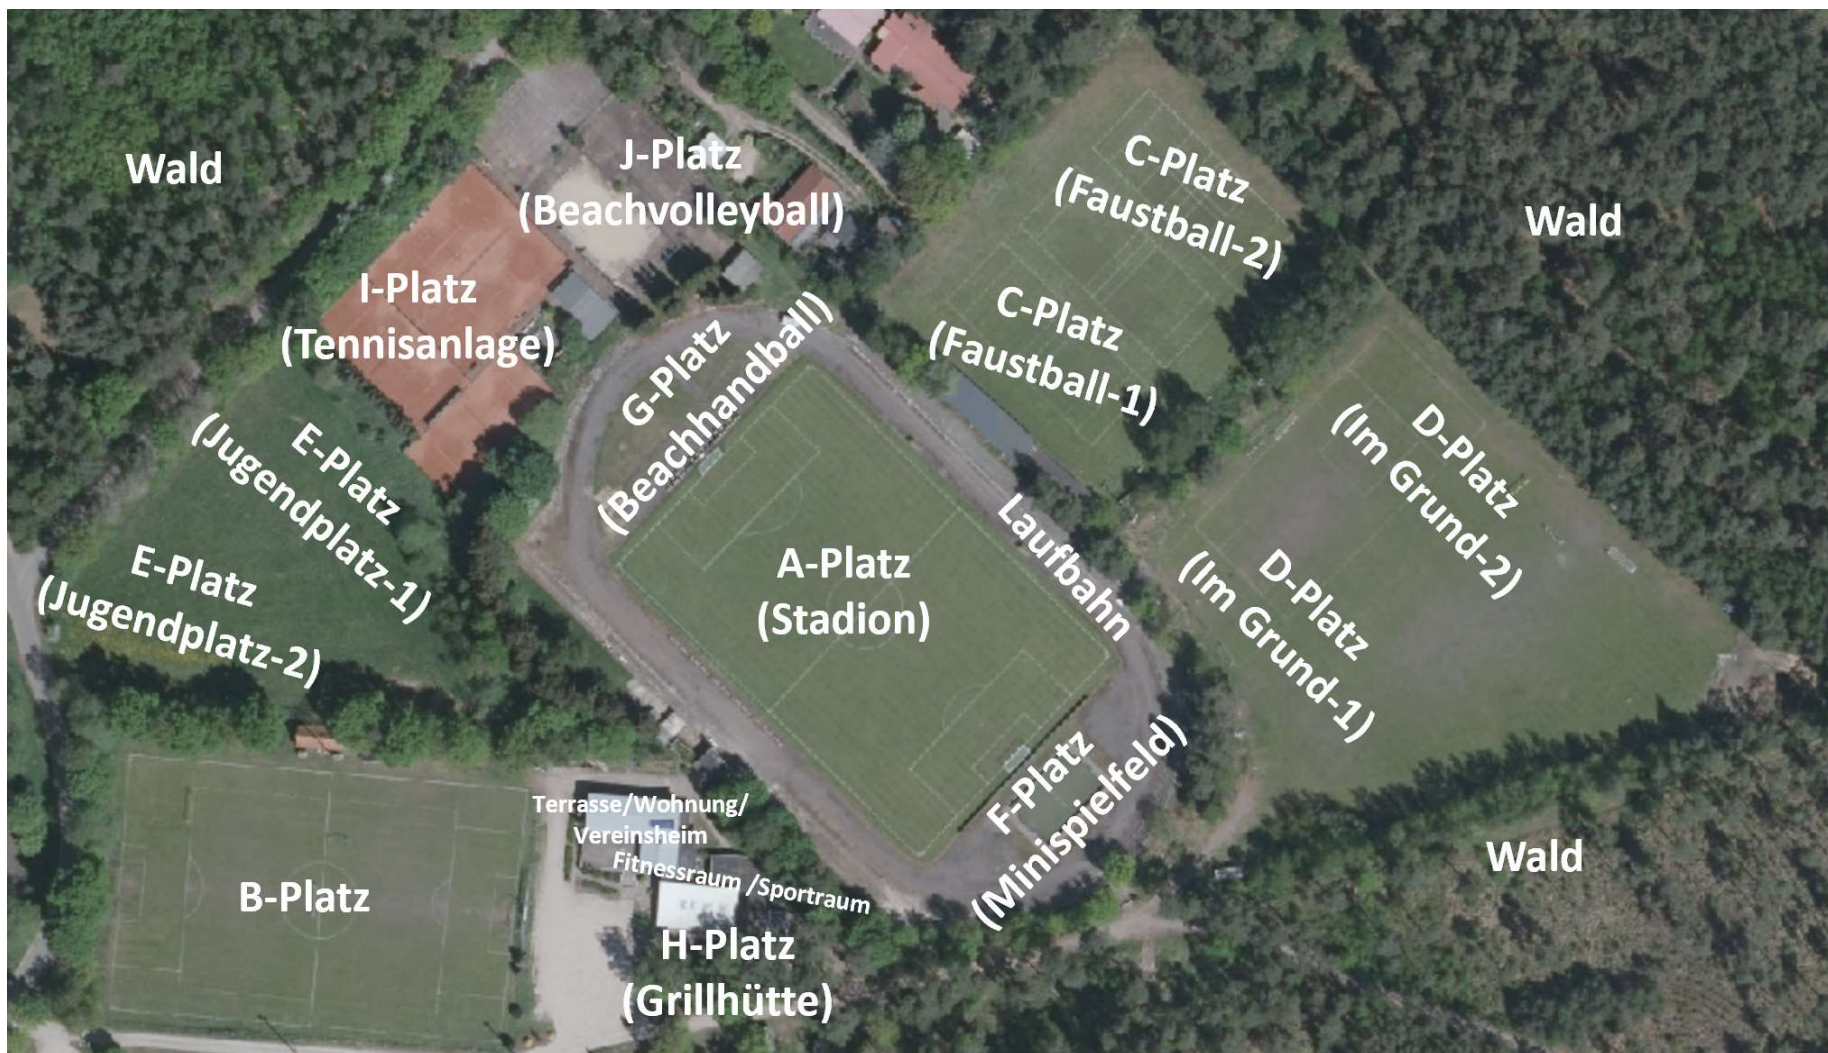 Wald
J-Platz
(Beachvolleyball)
C-Platz
(Faustball-2)
Wald
I-Platz
(Tennisanlage)
G-Platz
(Beachhandball)
C-Platz
(Faustball-1)
D-Platz
(Im Grund-2)
E-Platz
(Jugendplatz-1)
E-Platz
(Jugendplatz-2)
A-Platz
(Stadion)
Laufbahn
D-Platz
(Im Grund-1)
F-Platz
(Minispielfeld)
Terrasse/Wohnung/
Vereinsheim
Fitnessraum /Sportraum
B-Platz
H-Platz
(Grillhütte)
Wald